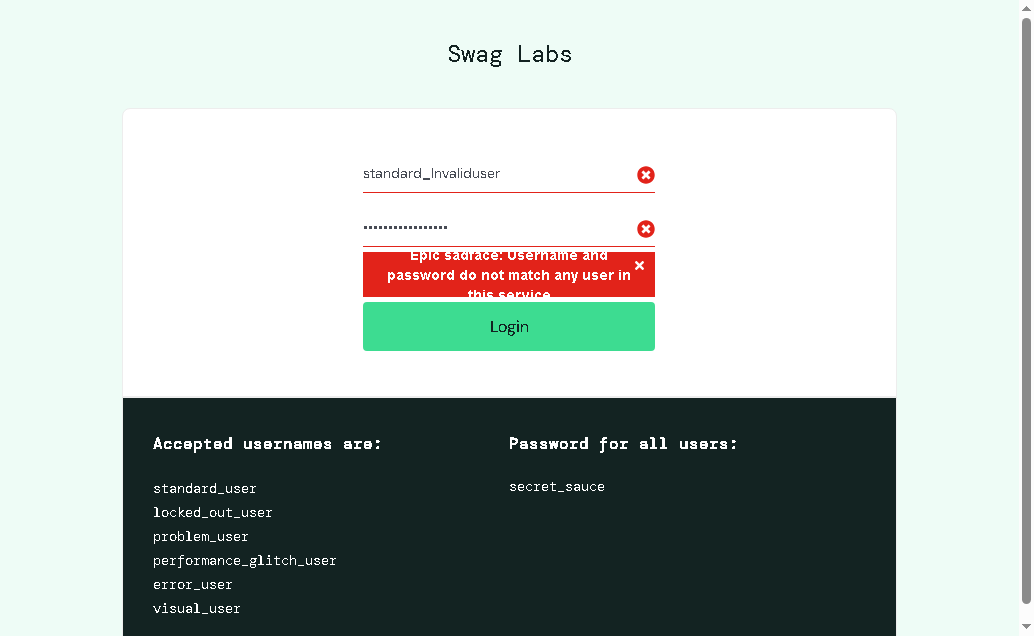 Swag Labs
standard_Invaliduser
•••••••••••••••••
Epic sadface: Username and
password do not match any user in
this service
Login
Accepted usernames are:
Password for all users:
standard_user
secret_sauce
locked_out_user
problem_user
performance_glitch_user
error_user
visual_user